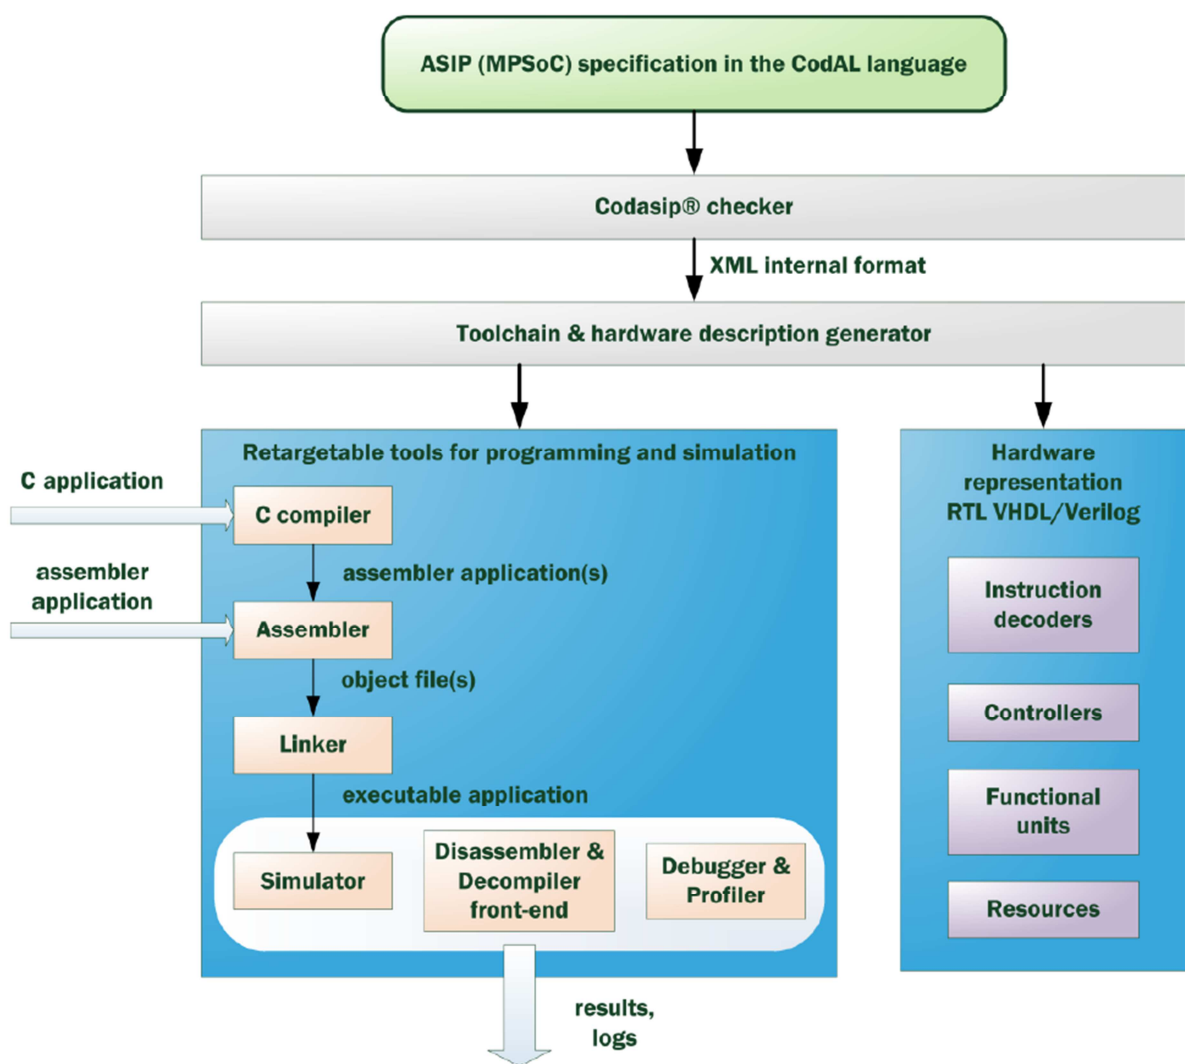 ASIP (MPSoC) specification in the CodAL language
Codasip® checker
XML internal format
Toolchain & hardware description generator
Retargetable tools for programming and simulation
C application
C compiler
assembler application(s)
assembler
application
Assembler
object file(s)
Linker
executable application
Simulator
Disassembler &
Decompiler
front-end
Debugger &
Profiler
results,
logs
Hardware
representation
RTL VHDL/Verilog
Instruction
decoders
Controllers
Functional
units
Resources